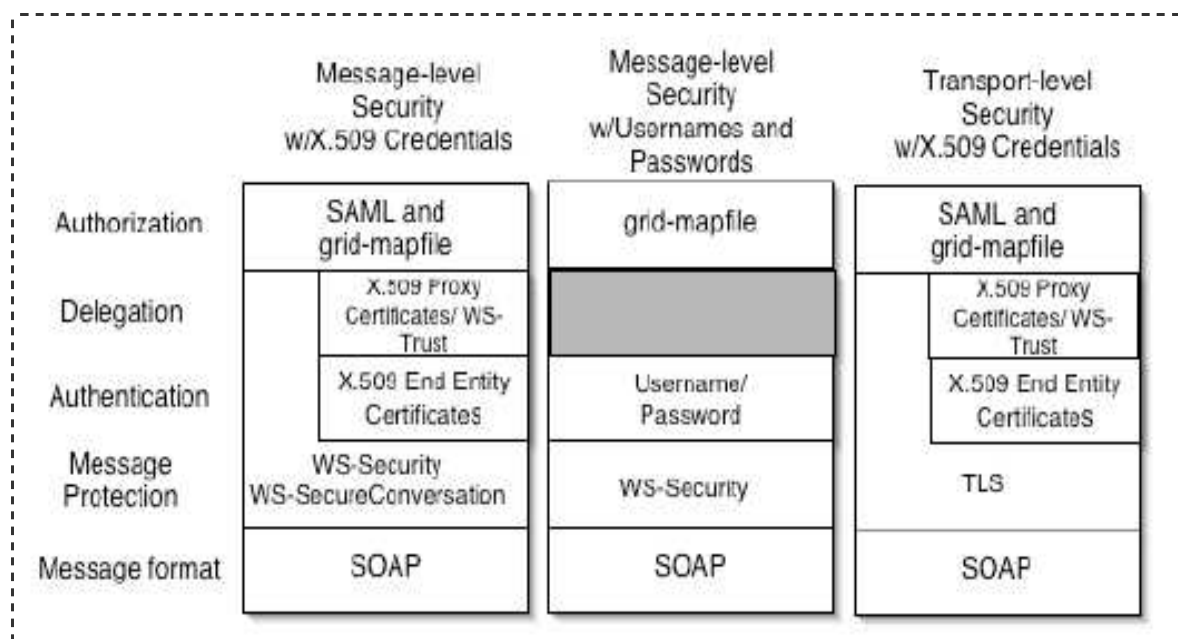 Message-level
Security
w/X.509 Credentials
Message-level
Security
w/Usernames and
Passwords
Transport-level
Security
w/X.509 Credentials
Authorization
SAML and
grid-mapfile
grid-mapfile
SAML and
grid-mapfile
Delegation
X.509 Proxy
Certificates/ WS-
Trust
X.509 Proxy
Certificates/ WS-
Trust
Authentication
X.509 End Entity
Certificates
Username/
Password
X.509 End Entity
Certificates
Message
Protection
WS-Security
WS-SecureConversation
WS-Security
TLS
Message format
SOAP
SOAP
SOAP